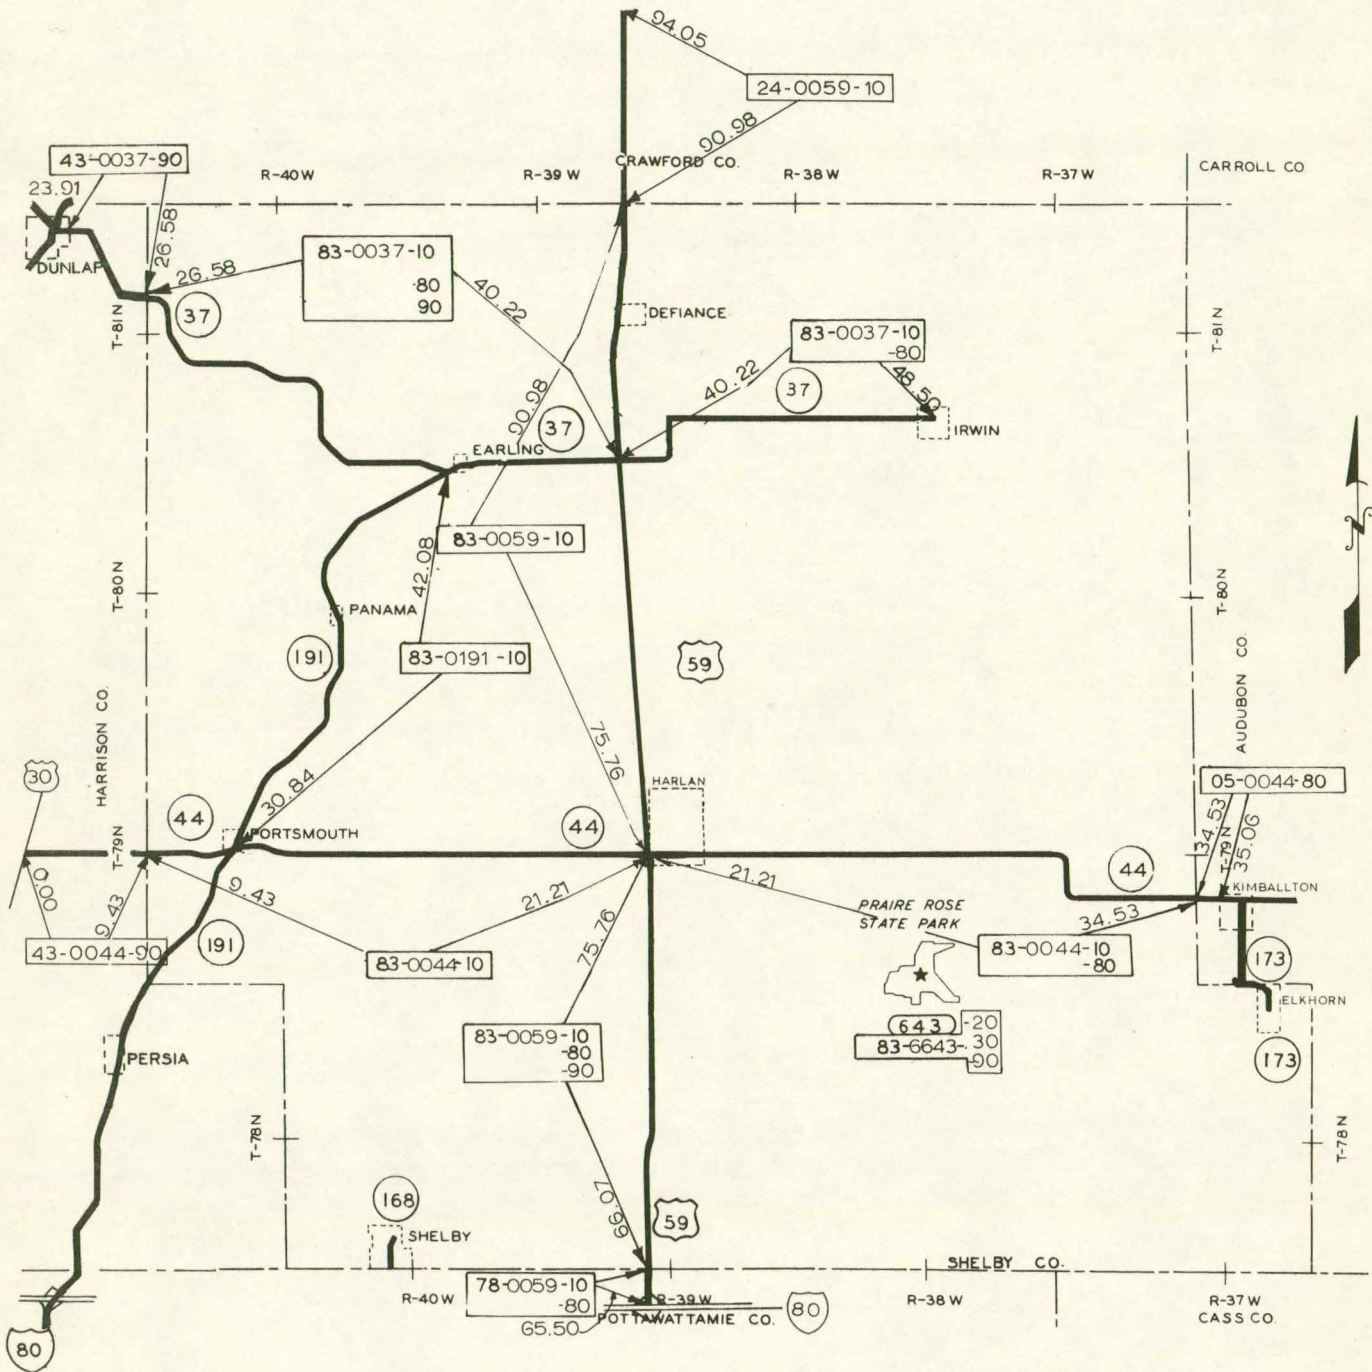 94.05
24-0059-10
90.98
CRAWFORD CO.
43-0037-90
23.91
R-40W
R-39W
R-38W
R-37W
CARROLL CO.
26.58
DUNLAP
26.58
83-0037-10
80
90
40.22
37
T-81N
DEFIANCE
83-0037-10
-80
40.22
48.50
37
T-81N
IRWIN
90.98
37
EARLING
83-0059-10
42.08
T-80N
PANAMA
191
83-0191-10
59
T-80N
N
HARRISON CO.
AUDUBON CO.
75.76
30
HARLAN
05-0044-80
30.84
44
PORTSMOUTH
44
T-79N
34.53
T-79N
35.06
44
KIMBALLTON
0.00
9.43
9.43
21.21
21.21
PRAIRE ROSE
STATE PARK
34.53
43-0044-90
191
83-0044-10
75.76
83-0044-10
-80
173
ELKHORN
643
-20
83-6643-30
-90
173
PERSIA
83-0059-10
-80
-90
T-78N
T-78N
168
SHELBY
66.07
59
SHELBY CO.
78-0059-10
-80
R-40W
R-39W
R-38W
R-37W
65.50
POTTAWATTAMIE CO.
80
CASS CO.
80